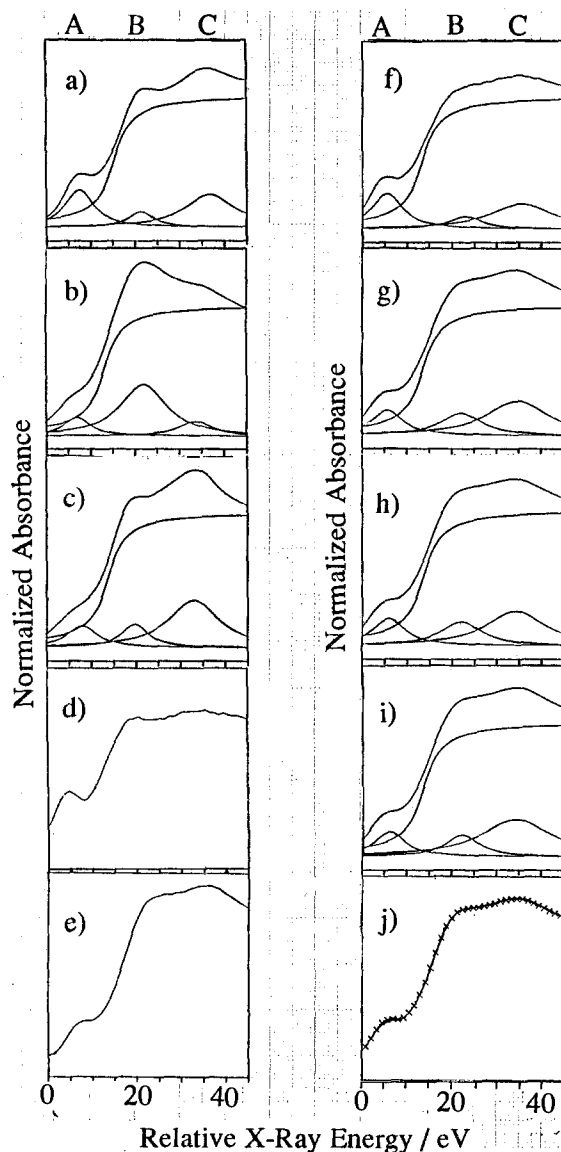 A B C
A B C
a)
f)
b)
g)
c)
h)
d)
i)
e)
j)
Normalized Absorbance
Normalized Absorbance
0 20 40
0 20 40
Relative X-Ray Energy / eV